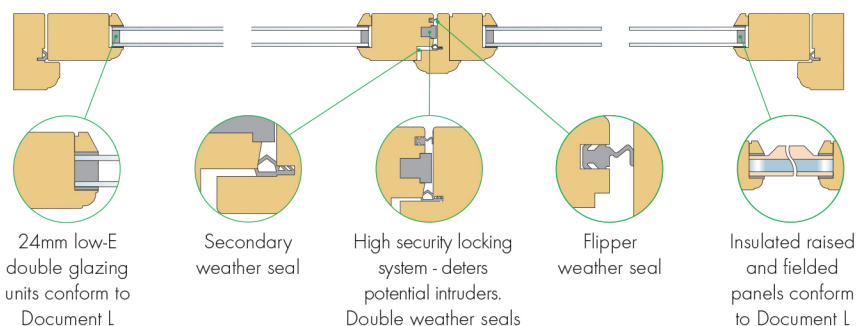 24mm low-E
double glazing
units conform to
Document L
Secondary
weather seal
High security locking
system - deters
potential intruders.
Double weather seals
Flipper
weather seal
Insulated raised
and fielded
panels conform
to Document L